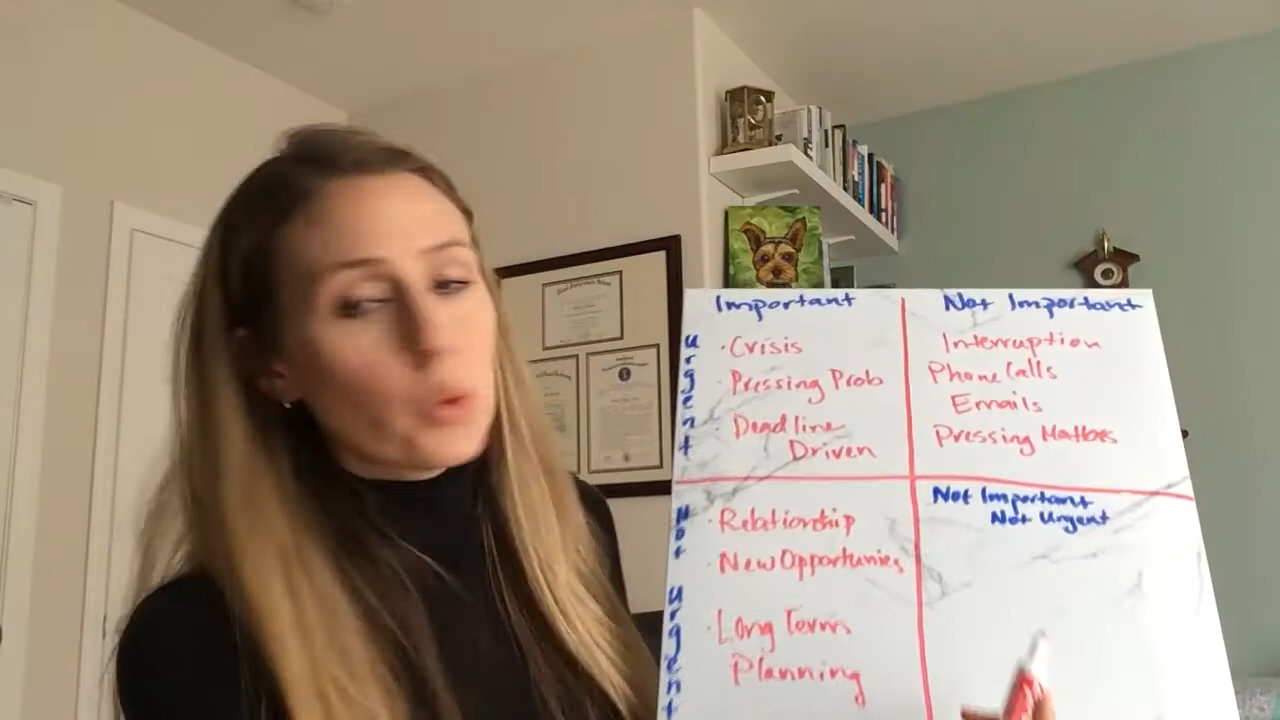 Important
Not Important
Urgent
· Crisis
· Pressing Prob
· Deadline
Driven
Interruption
Phone Calls
Emails
Pressing Matters
Not Urgent
· Relationship
· New Opportunies
· Long Term
Planning
Not Important
Not Urgent